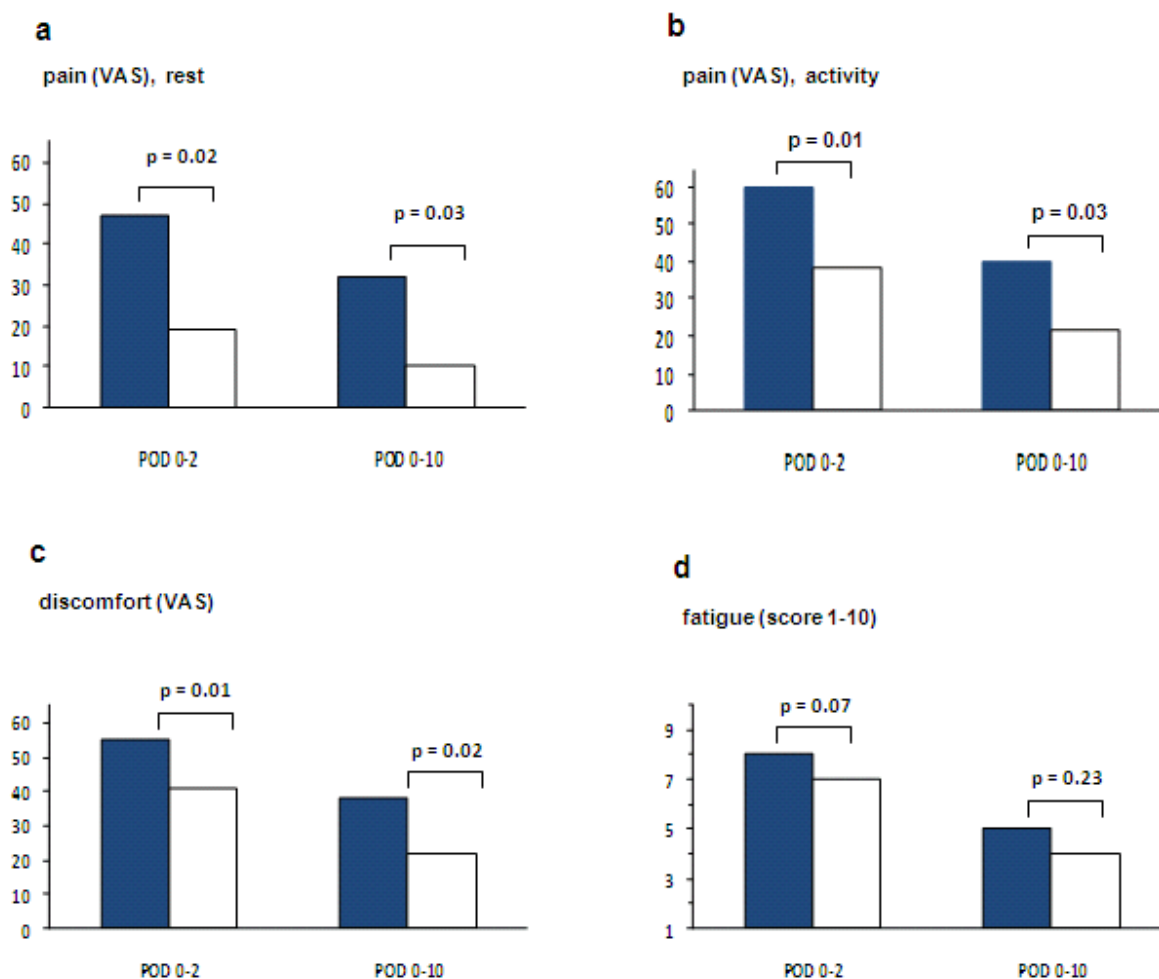 a
pain (VAS), rest
p = 0.02
p = 0.03
60
50
40
30
20
10
0
POD 0-2
POD 0-10
b
pain (VAS), activity
p = 0.01
p = 0.03
60
50
40
30
20
10
0
POD 0-2
POD 0-10
c
discomfort (VAS)
p = 0.01
p = 0.02
60
50
40
30
20
10
0
POD 0-2
POD 0-10
d
fatigue (score 1-10)
p = 0.07
p = 0.23
9
7
5
3
1
POD 0-2
POD 0-10